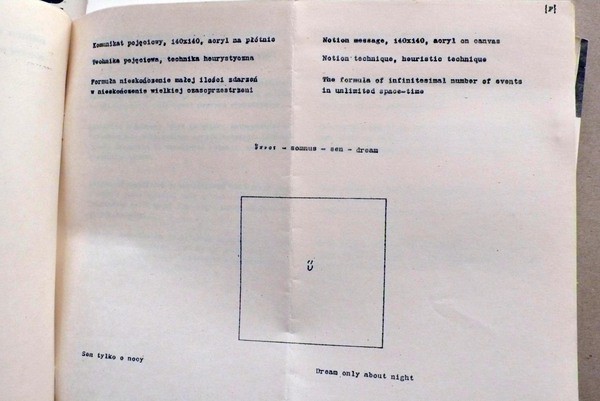 Komunikat pojęciowy, 140x140, acryl na płótnie
Technika pojęciowa, technika heurystyczna
Formuła nieskończenie małej ilości zdarzeń
w nieskończenie wielkiej czasoprzestrzeni
Notion message, 140x140, acryl on canvas
Notion technique, heuristic technique
The formula of infinitesimal number of events
in unlimited space-time
- somnus - sen - dream
Sen tylko o nocy
Dream only about night